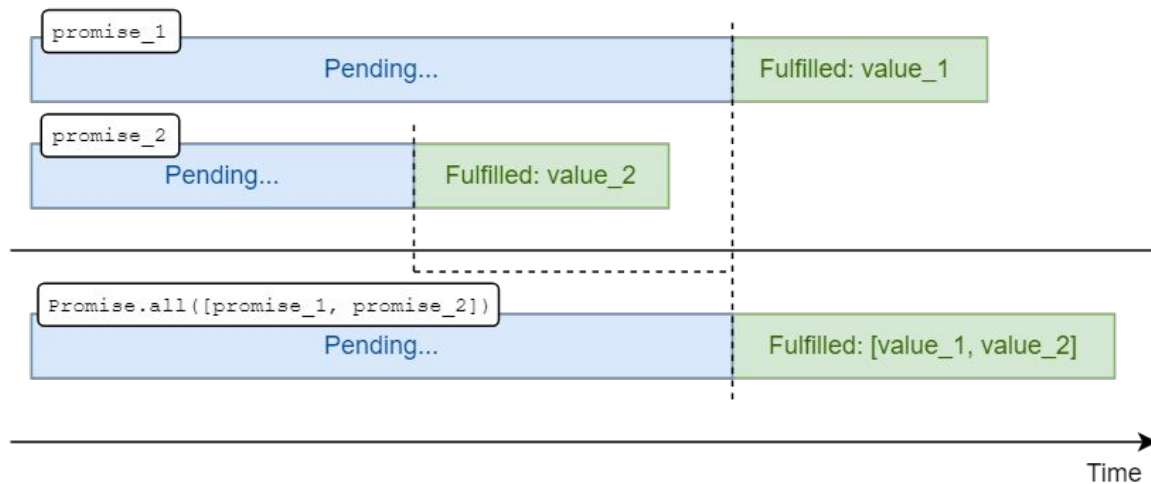 promise_1
Pending...
Fulfilled: value_1
promise_2
Pending...
Fulfilled: value_2
Promise.all([promise_1, promise_2])
Pending...
Fulfilled: [value_1, value_2]
Time